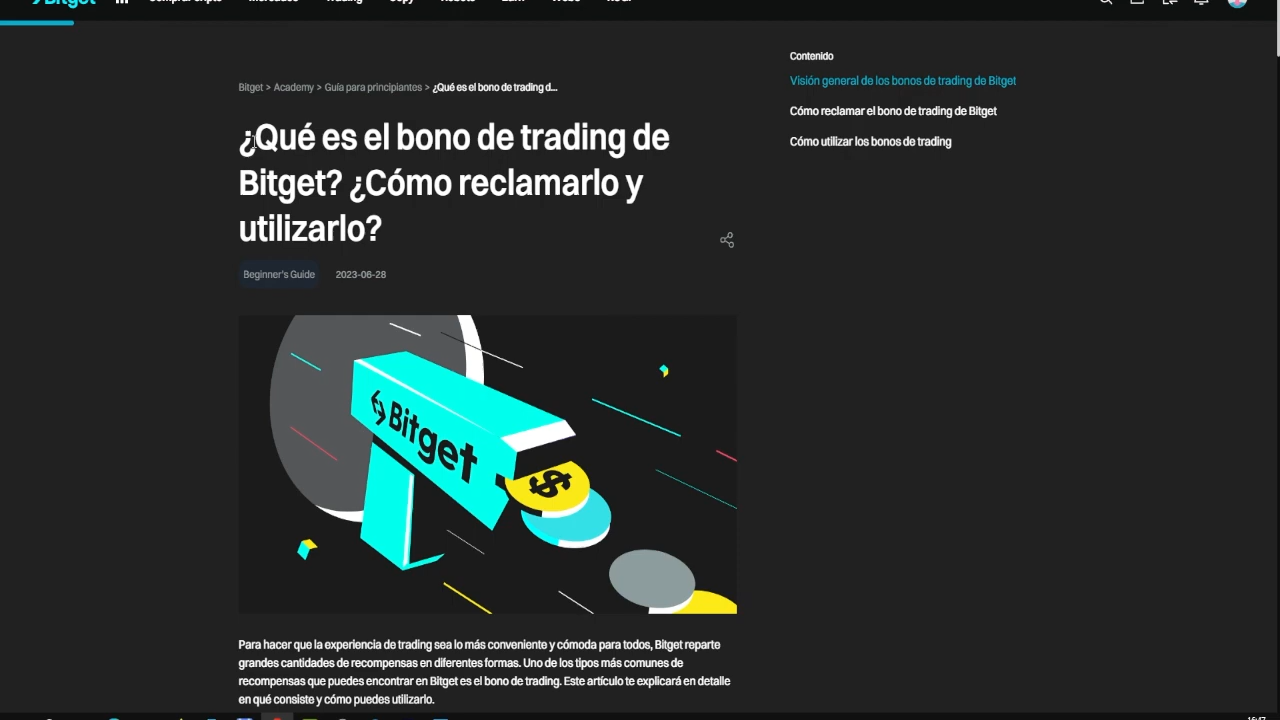 Bitget
Bitget > Academy > Guía para principiantes > ¿Qué es el bono de trading d...
¿Qué es el bono de trading de
Bitget? ¿Cómo reclamarlo y
utilizarlo?
Beginner's Guide 2023-06-28
Bitget
$
Para hacer que la experiencia de trading sea lo más conveniente y cómoda para todos, Bitget reparte
grandes cantidades de recompensas en diferentes formas. Uno de los tipos más comunes de
recompensas que puedes encontrar en Bitget es el bono de trading. Este artículo te explicará en detalle
en qué consiste y cómo puedes utilizarlo.
Contenido
Visión general de los bonos de trading de Bitget
Cómo reclamar el bono de trading de Bitget
Cómo utilizar los bonos de trading